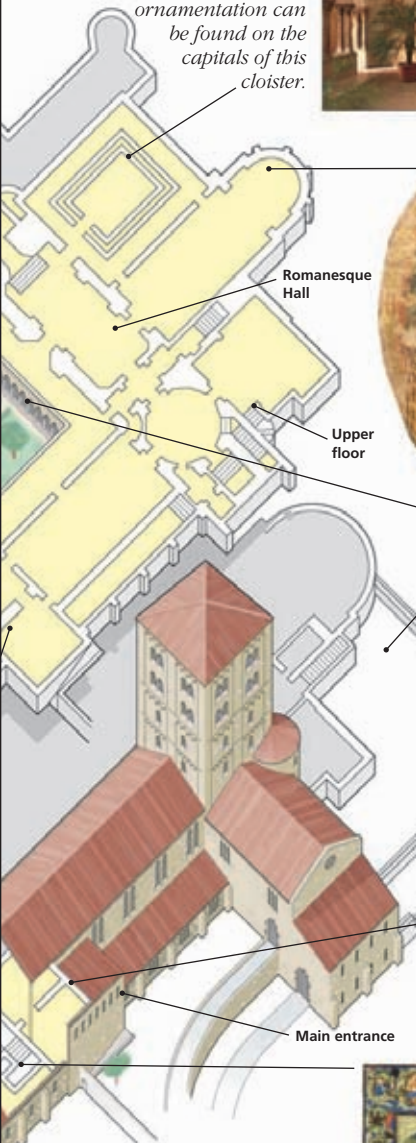 ornamentation can
be found on the
capitals of this
cloister.
Romanesque
Hall
Upper
floor
Main entrance